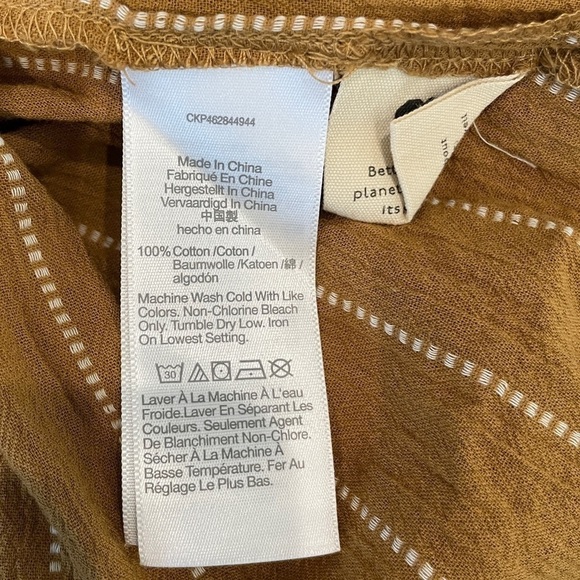 CKP462844944
Made In China
Fabriqué En Chine
Hergestellt In China
Vervaardigd In China
中国製
hecho en china
100% Cotton /Coton /
Baumwolle /Katoen /綿 /
algodón
Machine Wash Cold With Like
Colors. Non-Chlorine Bleach
Only. Tumble Dry Low. Iron
On Lowest Setting.
30
Laver À La Machine À L'eau
Froide.Laver En Séparant Les
Couleurs. Seulement Agent
De Blanchiment Non-Chlore.
Sécher À La Machine À
Basse Température. Fer Au
Réglage Le Plus Bas.
planet
its